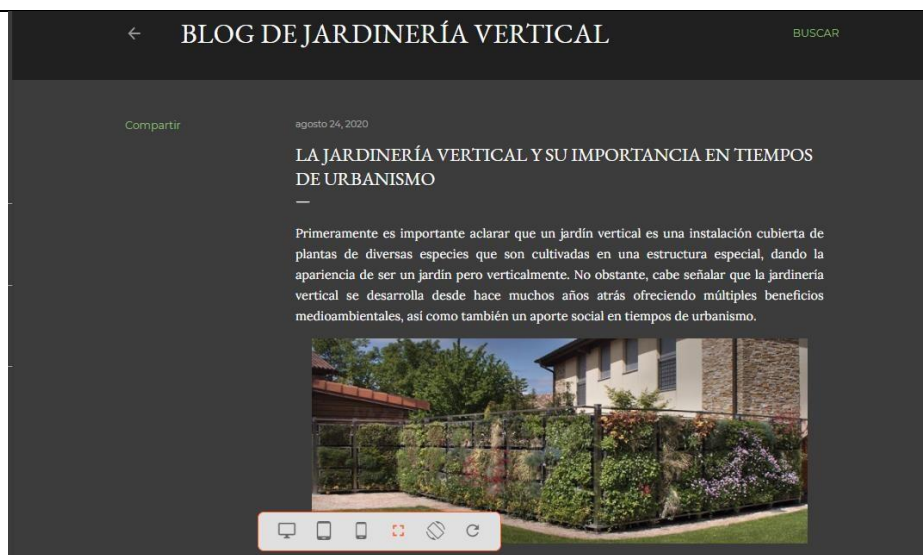 BLOG DE JARDINERÍA VERTICAL
BUSCAR
Compartir
agosto 24, 2020
LA JARDINERÍA VERTICAL Y SU IMPORTANCIA EN TIEMPOS
DE URBANISMO
Primeramente es importante aclarar que un jardín vertical es una instalación cubierta de
plantas de diversas especies que son cultivadas en una estructura especial, dando la
apariencia de ser un jardín pero verticalmente. No obstante, cabe señalar que la jardinería
vertical se desarrolla desde hace muchos años atrás ofreciendo múltiples beneficios
medioambientales, así como también un aporte social en tiempos de urbanismo.